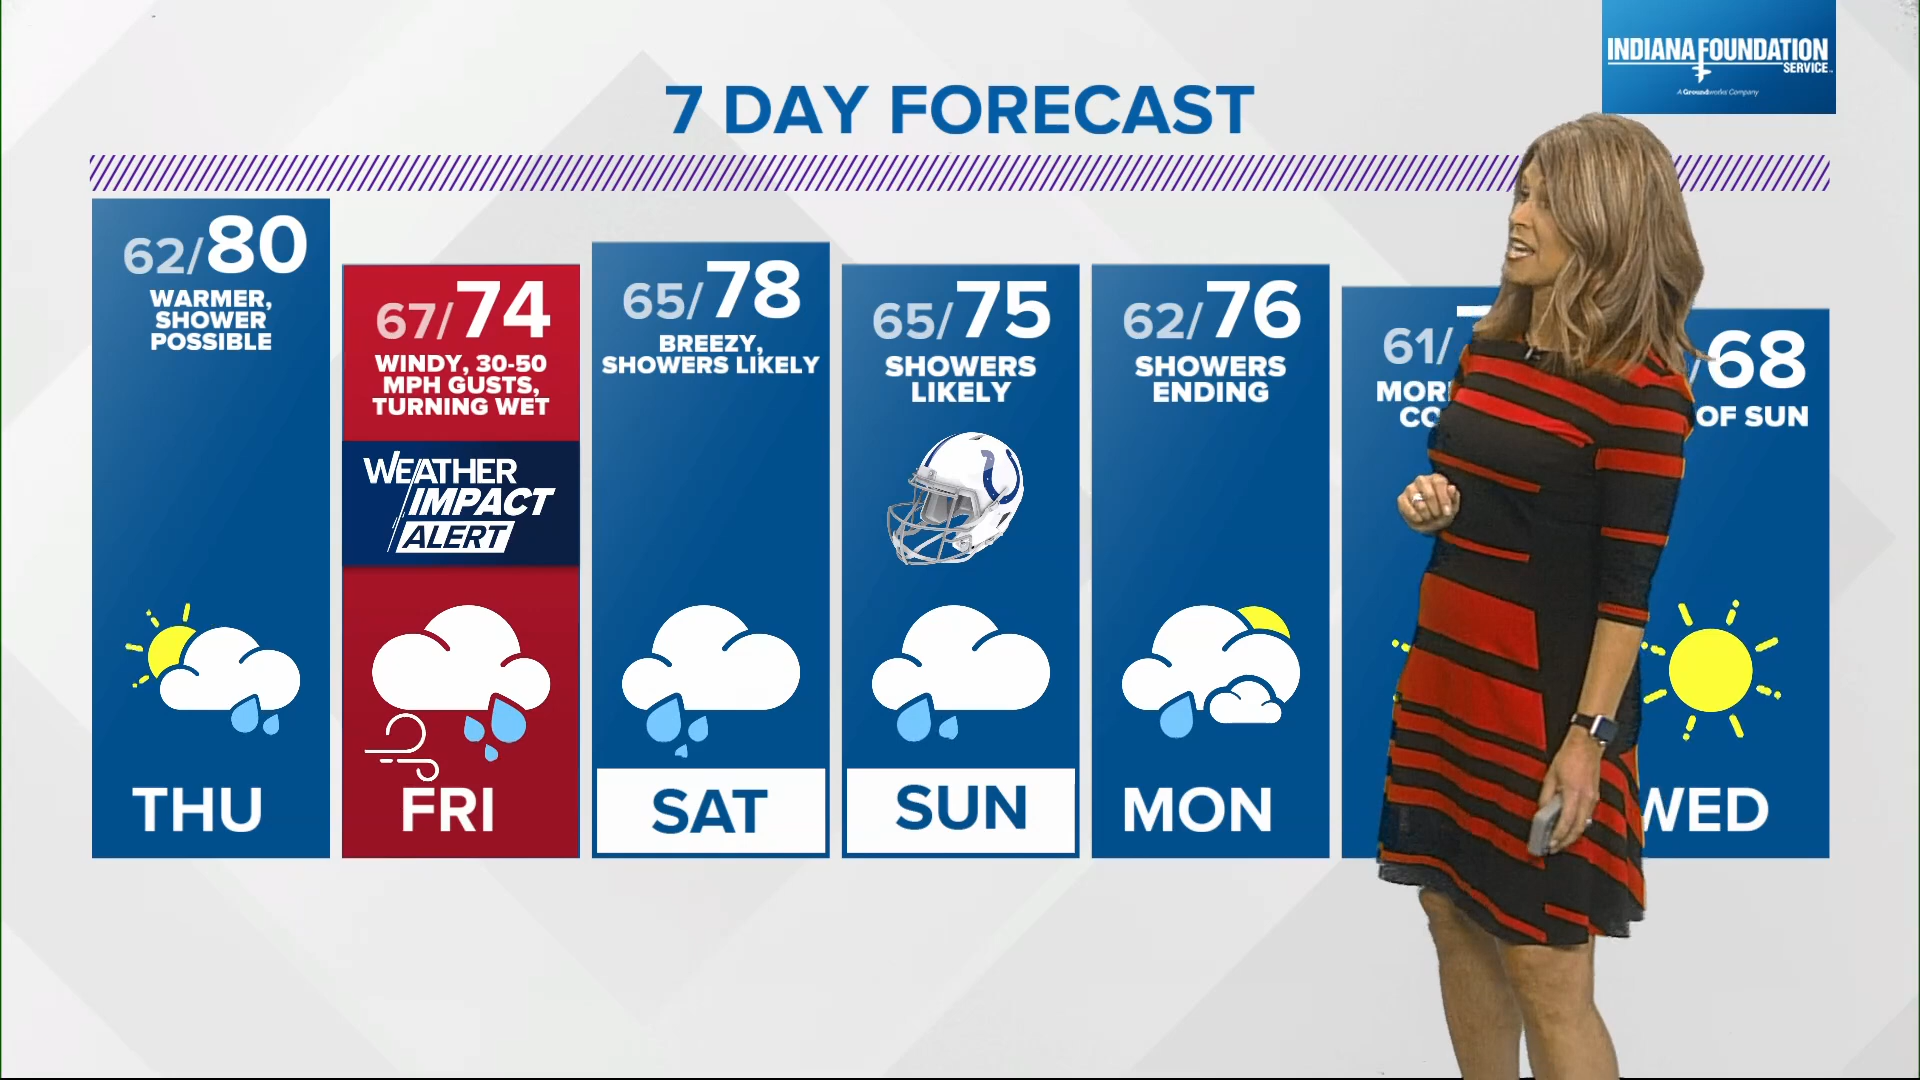 INDIANA FOUNDATION
SERVICE
A Groundworks Company
7 DAY FORECAST
62/80
WARMER,
SHOWER
POSSIBLE
THU
67/74
WINDY, 30-50
MPH GUSTS,
TURNING WET
WEATHER
IMPACT
ALERT
FRI
65/78
BREEZY,
SHOWERS LIKELY
SAT
65/75
SHOWERS
LIKELY
SUN
62/76
SHOWERS
ENDING
MON
61/
/68
OF SUN
WED